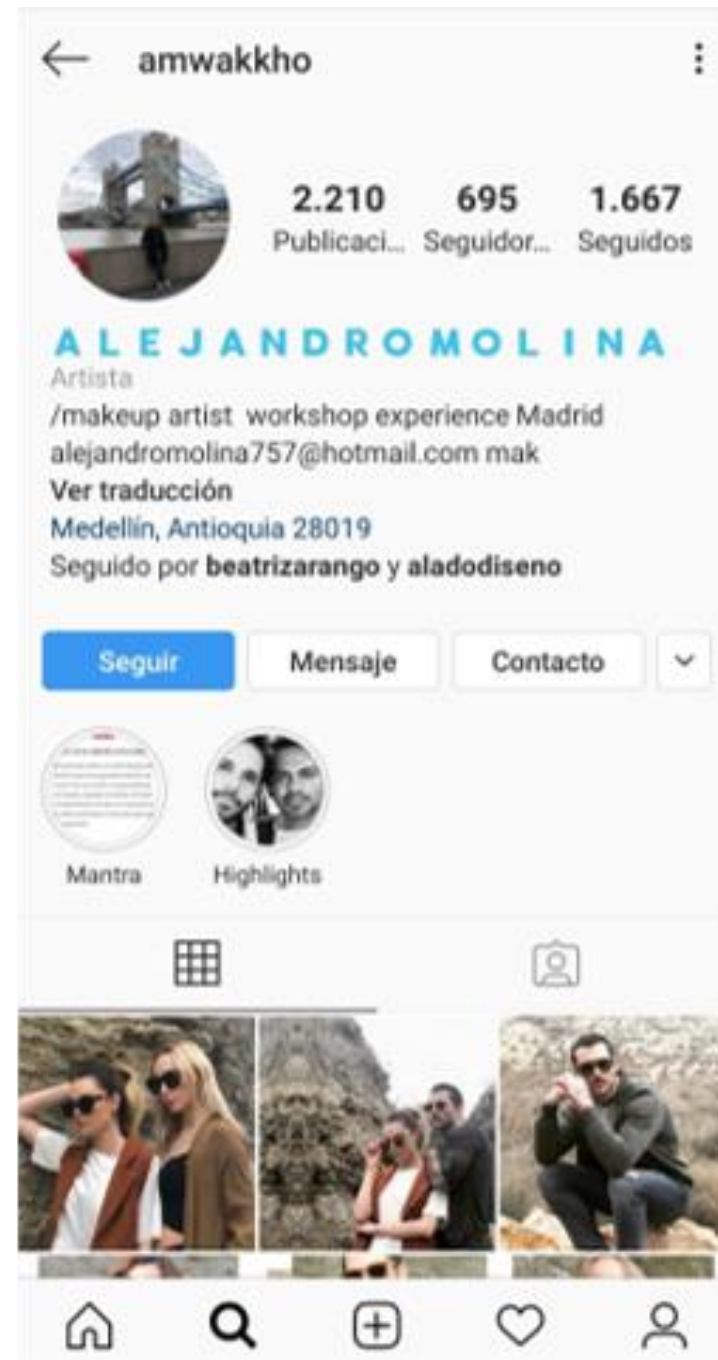 amwakkho
2.210 695 1.667
Publicaci... Seguidor... Seguidos
ALEJANDROMOLINA
Artista
/makeup artist workshop experience Madrid
alejandromolina757@hotmail.com mak
Ver traducción
Medellín, Antioquia 28019
Seguido por beatrizarango y aladodiseno
Seguir Mensaje Contacto
Mantra Highlights